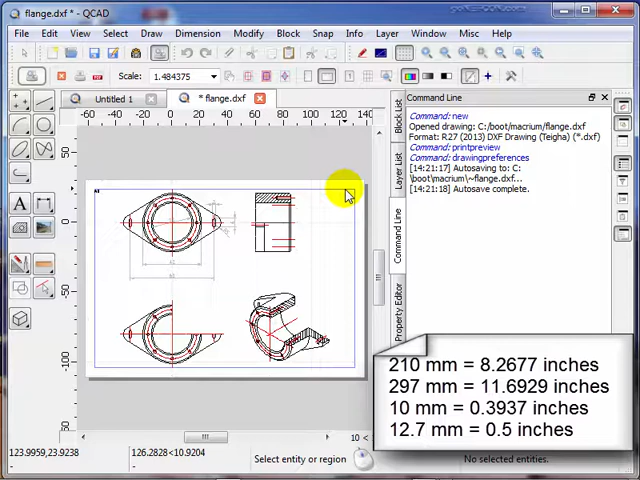 flange.dxf * - QCAD
File Edit View Select Draw Dimension Modify Block Snap Info Layer Window Misc Help
Scale: 1.484375
Untitled 1
* flange.dxf
-60 -40 -20 0 20 40 60 80 100 120 140
50
0
-50
-100
Block List
Layer List
Command Line
Property Editor
Command Line
Command: new
Opened drawing: C:/boot/macrium/flange.dxf
Format: R27 (2013) DXF Drawing (Teigha) (*.dxf)
Command: printpreview
Command: drawingpreferences
[14:21:17] Autosaving to: C:
\boot\macrium\~flange.dxf...
[14:21:18] Autosave complete.
210 mm = 8.2677 inches
297 mm = 11.6929 inches
10 mm = 0.3937 inches
12.7 mm = 0.5 inches
10 <
123.9959,23.9238
126.2828<10.9204
Select entity or region
No selected entities.